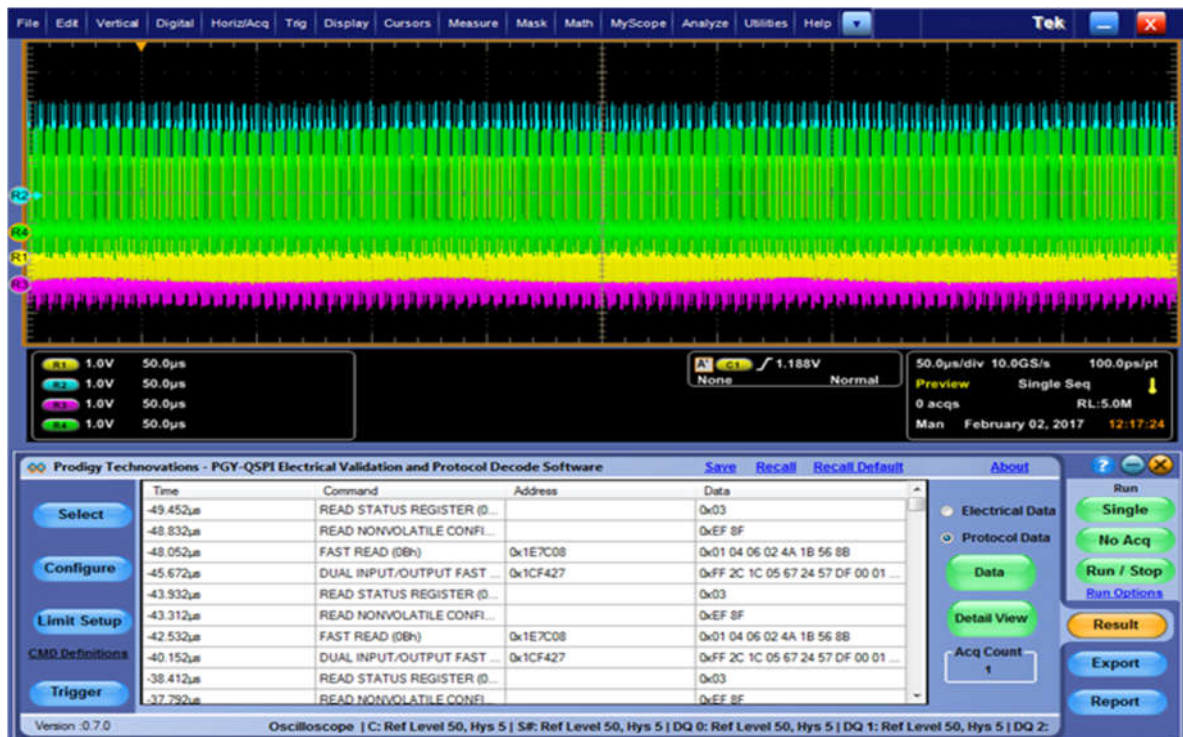 File Edit Vertical Digital Horiz/Acq Trig Display Cursors Measure Mask Math MyScope Analyze Utilities Help Tek X
R2
R4
R1
R3
R1 1.0V 50.0µs
R2 1.0V 50.0µs
R3 1.0V 50.0µs
R4 1.0V 50.0µs
A' C1 1.188V
None Normal
50.0µs/div 10.0GS/s 100.0ps/pt
Preview Single Seq
0 acqs RL:5.0M
Man February 02, 2017 12:17:24
Prodigy Technovations - PGY-QSPI Electrical Validation and Protocol Decode Software Save Recall Recall Default About ? X
Select
Configure
Limit Setup
CMD Definitions
Trigger
Time Command Address Data
-49.452µs READ STATUS REGISTER (0... 0x03
-48.832µs READ NONVOLATILE CONFI... 0xEF 8F
-48.052µs FAST READ (0Bh) 0x1E7C08 0x01 04 06 02 4A 1B 56 8B
-45.672µs DUAL INPUT/OUTPUT FAST ... 0x1CF427 0xFF 2C 1C 05 67 24 57 DF 00 01 ...
-43.932µs READ STATUS REGISTER (0... 0x03
-43.312µs READ NONVOLATILE CONFI... 0xEF 8F
-42.532µs FAST READ (0Bh) 0x1E7C08 0x01 04 06 02 4A 1B 56 8B
-40.152µs DUAL INPUT/OUTPUT FAST ... 0x1CF427 0xFF 2C 1C 05 67 24 57 DF 00 01 ...
-38.412µs READ STATUS REGISTER (0... 0x03
-37.792µs READ NONVOLATILE CONFI... 0xEF 8F
Electrical Data
Protocol Data
Data
Detail View
Acq Count
1
Run
Single
No Acq
Run / Stop
Run Options
Result
Export
Report
Version :0.7.0 Oscilloscope | C: Ref Level 50, Hys 5 | S#: Ref Level 50, Hys 5 | DQ 0: Ref Level 50, Hys 5 | DQ 1: Ref Level 50, Hys 5 | DQ 2: